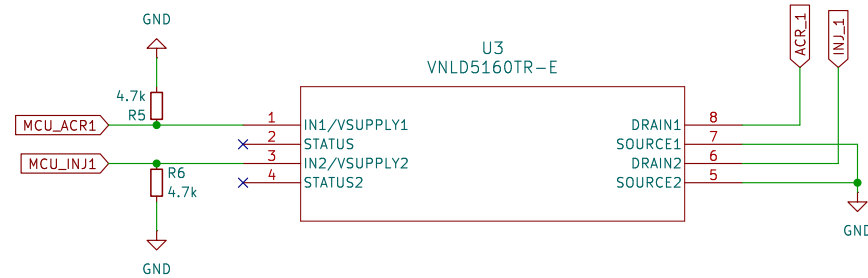 GND
ACR_1
INJ_1
U3
VNLD5160TR-E
4.7k
R5
MCU_ACR1
1
IN1/VSUPPLY1
DRAIN1
8
2
STATUS
SOURCE1
7
MCU_INJ1
3
IN2/VSUPPLY2
DRAIN2
6
R6
4.7k
4
STATUS2
SOURCE2
5
GND
GND